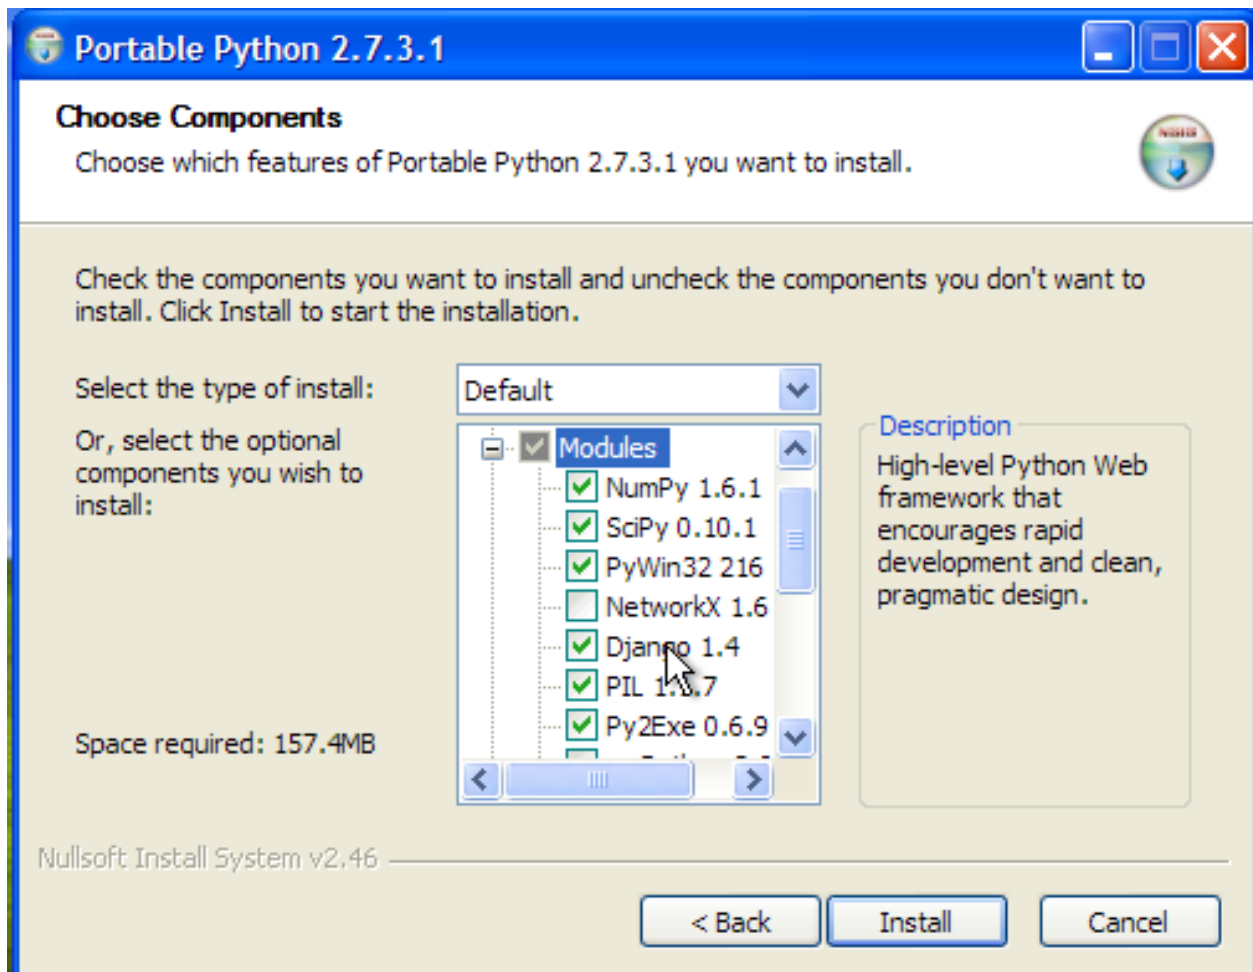 Portable Python 2.7.3.1
Choose Components
Choose which features of Portable Python 2.7.3.1 you want to install.
Check the components you want to install and uncheck the components you don't want to
install. Click Install to start the installation.
Select the type of install:
Default
Or, select the optional
components you wish to
install:
Modules
NumPy 1.6.1
SciPy 0.10.1
PyWin32 216
NetworkX 1.6
Django 1.4
PIL
Py2Exe 0.6.9
Description
High-level Python Web
framework that
encourages rapid
development and clean,
pragmatic design.
Space required: 157.4MB
Nullsoft Install System v2.46
< Back
Install
Cancel